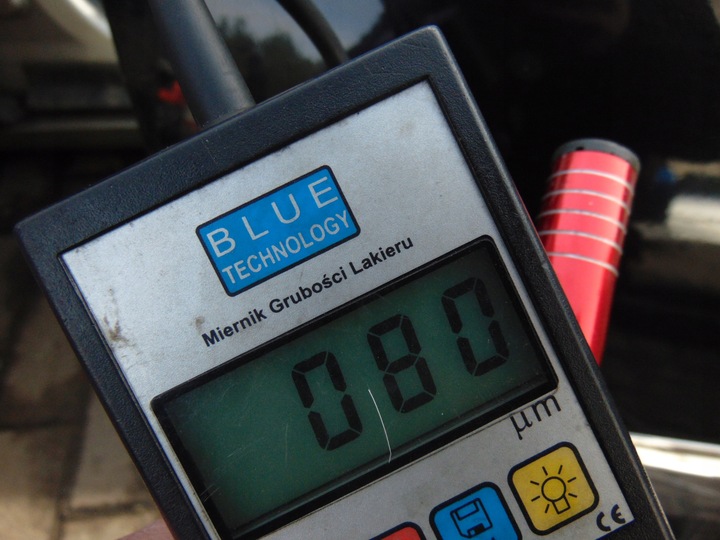 BLUE
TECHNOLOGY
Miernik Grubości Lakieru
080
μm
CE